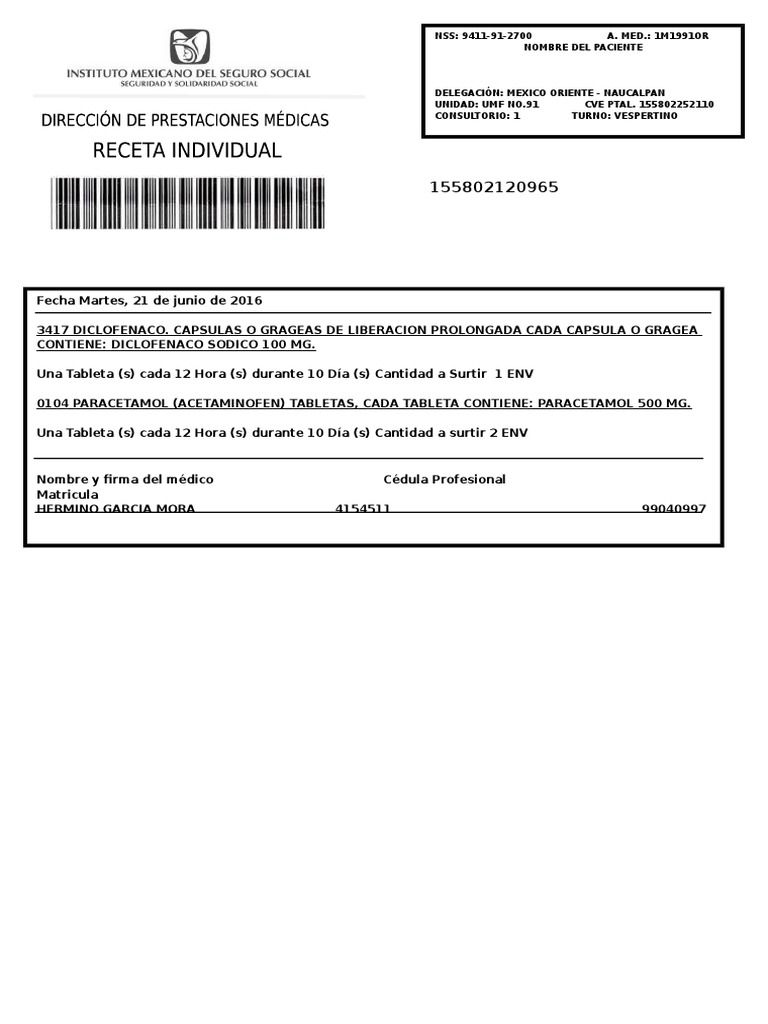 INSTITUTO MEXICANO DEL SEGURO SOCIAL
SEGURIDAD Y SOLIDARIDAD SOCIAL
DIRECCIÓN DE PRESTACIONES MÉDICAS
RECETA INDIVIDUAL
NSS: 9411-91-2700 A. MED.: 1M1991OR
NOMBRE DEL PACIENTE
DELEGACIÓN: MEXICO ORIENTE - NAUCALPAN
UNIDAD: UMF NO.91 CVE PTAL. 155802252110
CONSULTORIO: 1 TURNO: VESPERTINO
155802120965
Fecha Martes, 21 de junio de 2016
3417 DICLOFENACO. CAPSULAS O GRAGEAS DE LIBERACION PROLONGADA CADA CAPSULA O GRAGEA
CONTIENE: DICLOFENACO SODICO 100 MG.
Una Tableta (s) cada 12 Hora (s) durante 10 Día (s) Cantidad a Surtir 1 ENV
0104 PARACETAMOL (ACETAMINOFEN) TABLETAS, CADA TABLETA CONTIENE: PARACETAMOL 500 MG.
Una Tableta (s) cada 12 Hora (s) durante 10 Día (s) Cantidad a surtir 2 ENV
Nombre y firma del médico Cédula Profesional
Matricula
HERMINO GARCIA MORA 4154511 99040997